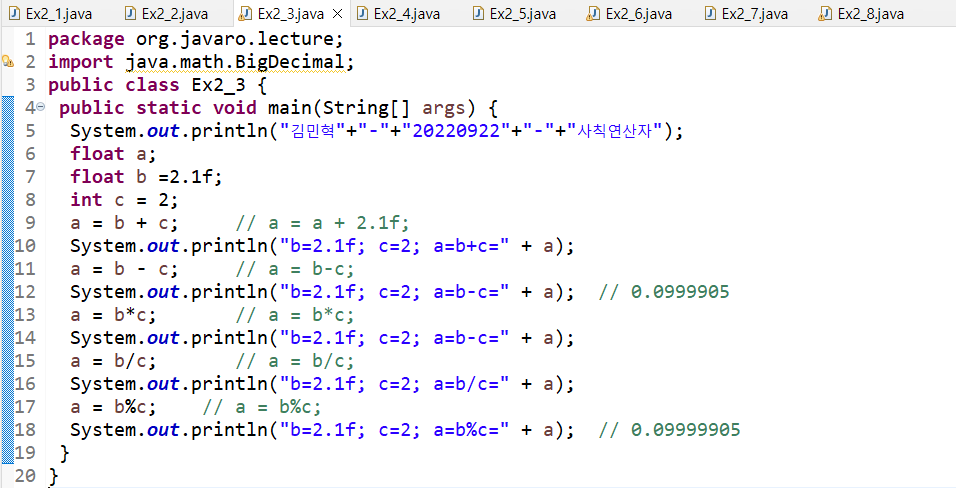 Ex2_1.java Ex2_2.java Ex2_3.java Ex2_4.java Ex2_5.java Ex2_6.java Ex2_7.java Ex2_8.java
1 package org.javaro.lecture;
2 import java.math.BigDecimal;
3 public class Ex2_3 {
4 public static void main(String[] args) {
5 System.out.println("김민혁"+"-"+"20220922"+"-"+"사칙연산자");
6 float a;
7 float b =2.1f;
8 int c = 2;
9 a = b + c; // a = a + 2.1f;
10 System.out.println("b=2.1f; c=2; a=b+c=" + a);
11 a = b - c; // a = b-c;
12 System.out.println("b=2.1f; c=2; a=b-c=" + a); // 0.0999905
13 a = b*c; // a = b*c;
14 System.out.println("b=2.1f; c=2; a=b-c=" + a);
15 a = b/c; // a = b/c;
16 System.out.println("b=2.1f; c=2; a=b/c=" + a);
17 a = b%c; // a = b%c;
18 System.out.println("b=2.1f; c=2; a=b%c=" + a); // 0.09999905
19 }
20 }